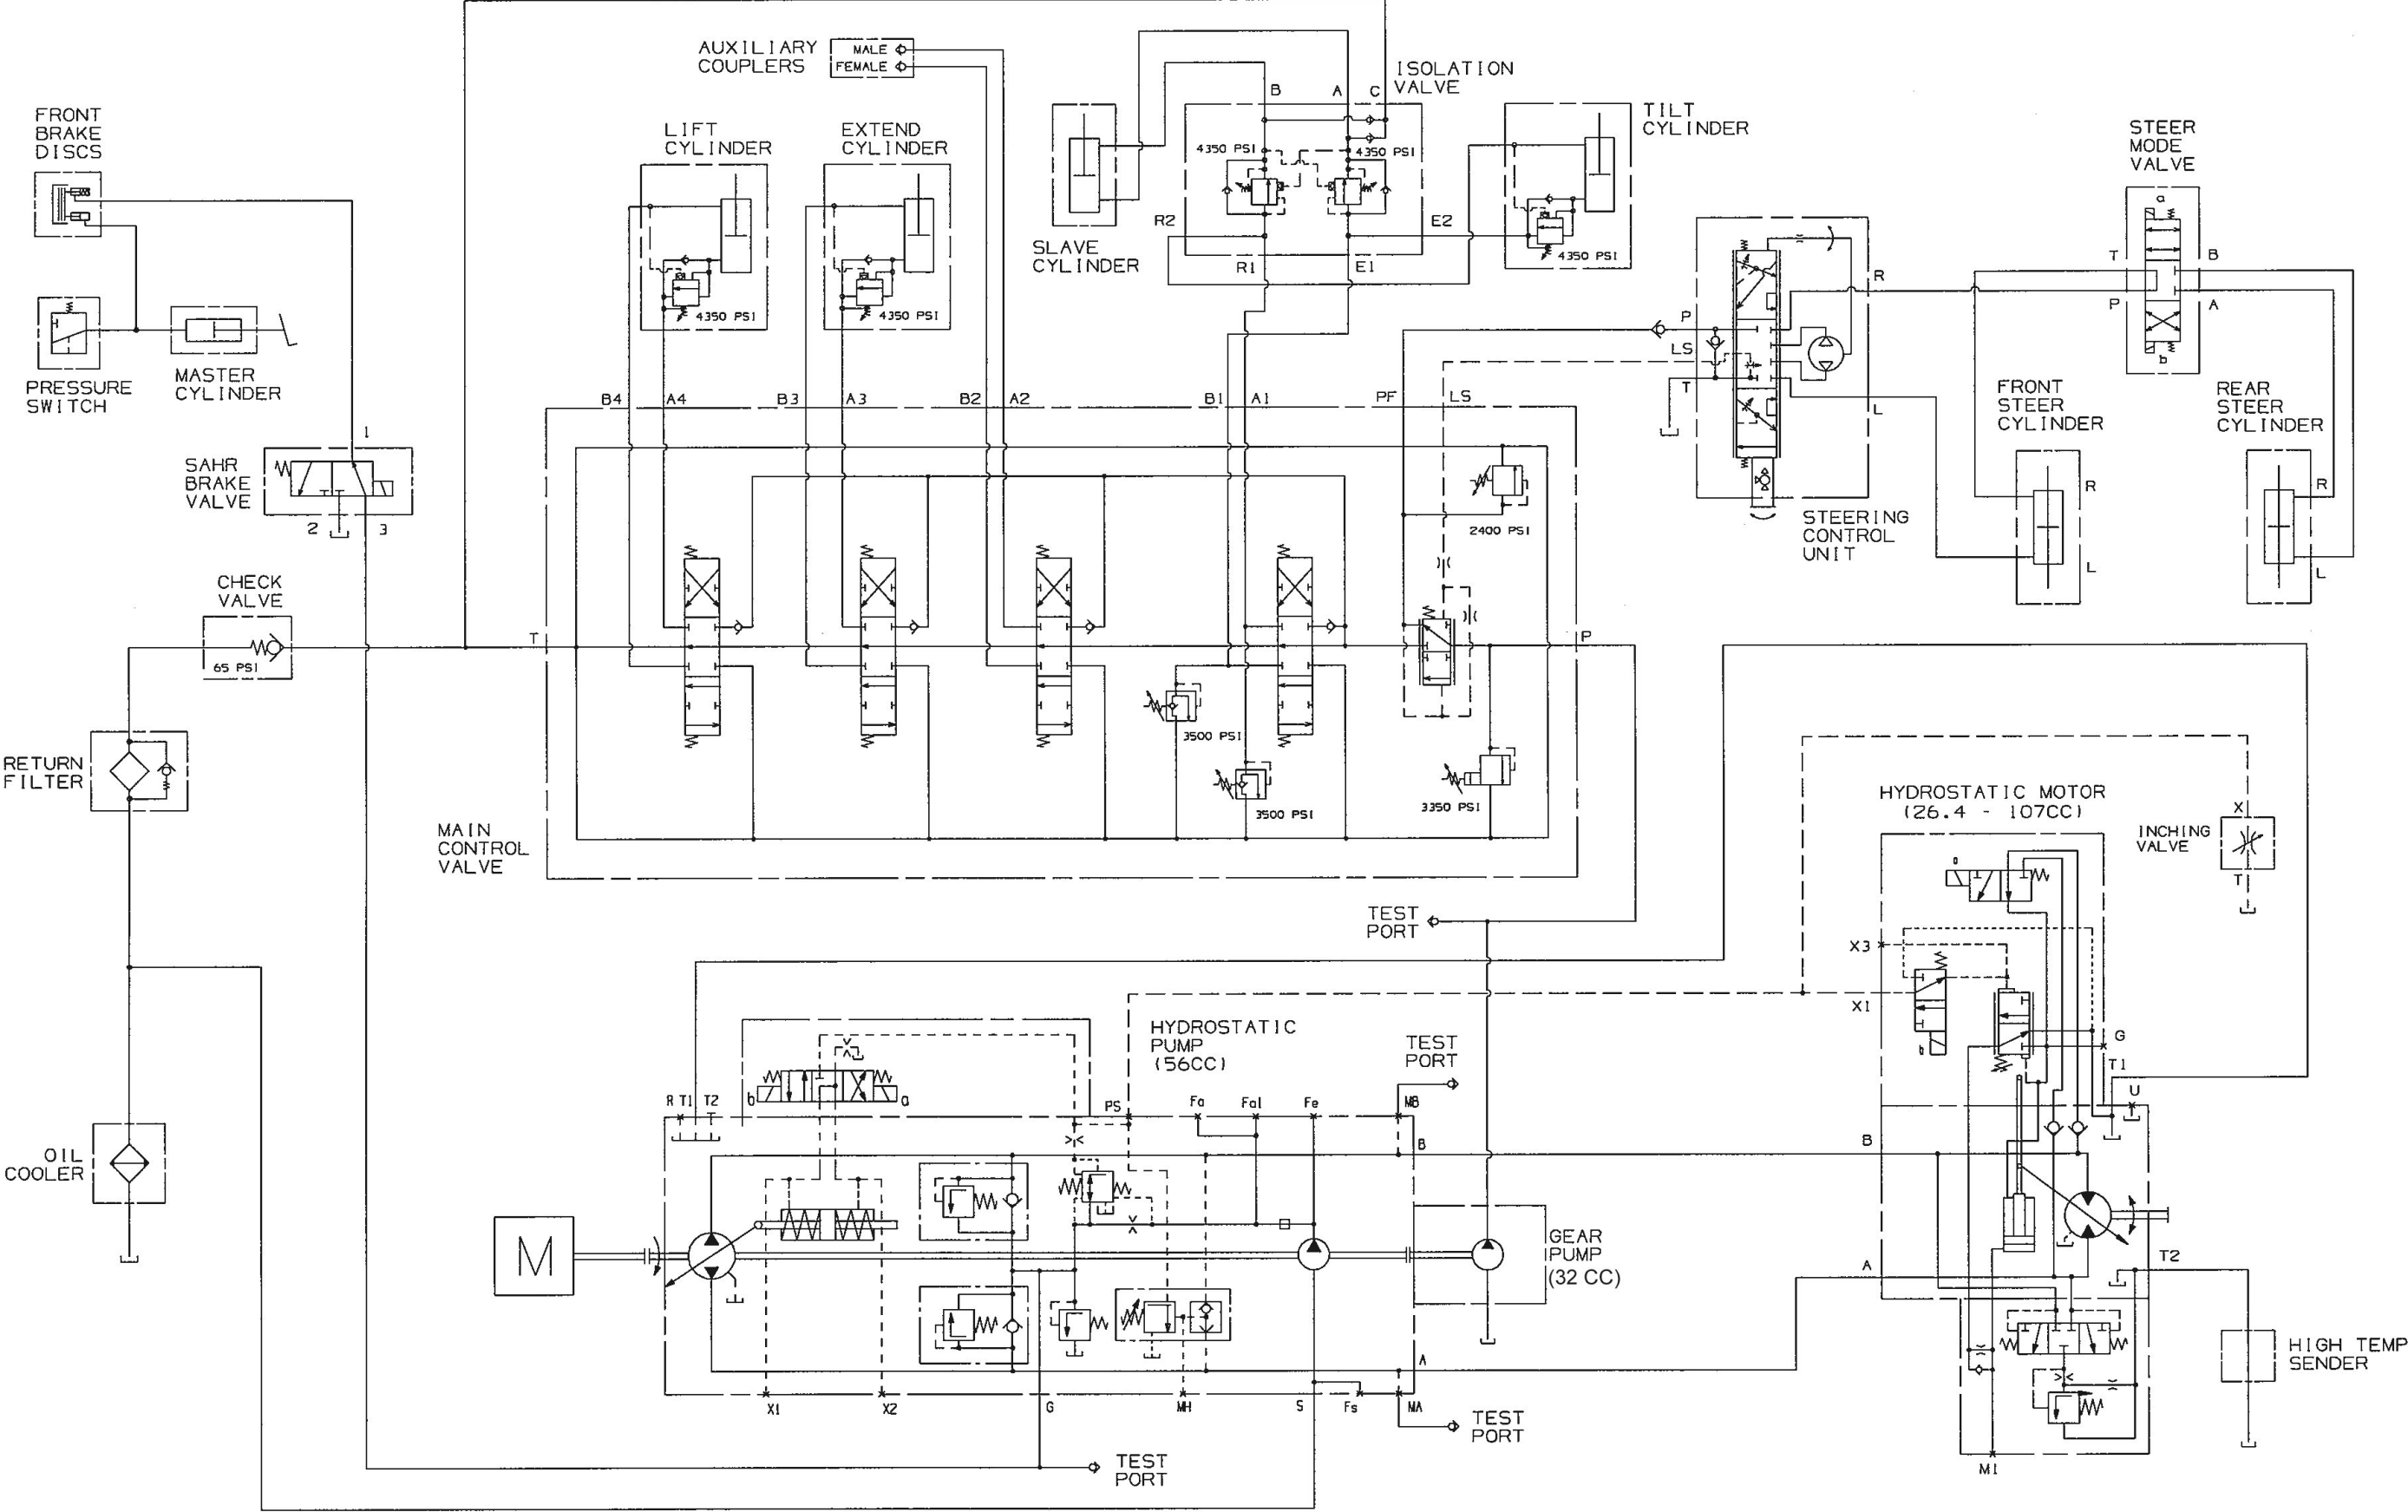 AUXILIARY
COUPLERS
MALE
FEMALE
ISOLATION
VALVE
B
A
C
4350 PSI
4350 PSI
R2
E2
R1
E1
SLAVE
CYLINDER
TILT
CYLINDER
4350 PSI
FRONT
BRAKE
DISCS
LIFT
CYLINDER
4350 PSI
EXTEND
CYLINDER
4350 PSI
STEER
MODE
VALVE
a
T
B
P
A
b
PRESSURE
SWITCH
MASTER
CYLINDER
R
P
LS
T
L
STEERING
CONTROL
UNIT
FRONT
STEER
CYLINDER
R
L
REAR
STEER
CYLINDER
R
L
B4
A4
B3
A3
B2
A2
B1
A1
PF
LS
1
SAHR
BRAKE
VALVE
2
3
2400 PSI
CHECK
VALVE
65 PSI
T
P
3500 PSI
3500 PSI
3350 PSI
RETURN
FILTER
MAIN
CONTROL
VALVE
HYDROSTATIC MOTOR
(26.4 - 107CC)
X
INCHING
VALVE
T
a
X3
X1
b
G
T1
U
TEST
PORT
HYDROSTATIC
PUMP
(56CC)
TEST
PORT
b
a
R
T1
T2
PS
Fa
Fa1
Fe
MB
B
B
OIL
COOLER
M
GEAR
PUMP
(32 CC)
A
T2
HIGH TEMP
SENDER
A
X1
X2
G
MH
S
Fs
MA
TEST
PORT
TEST
PORT
M1